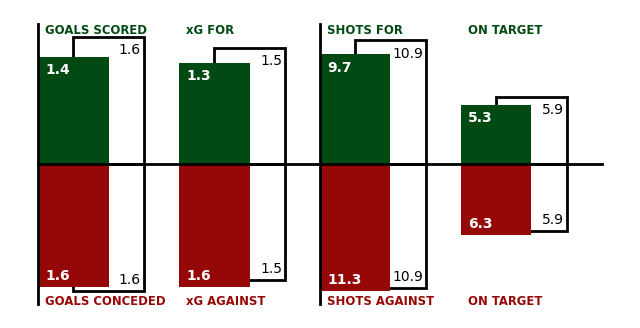 GOALS SCORED xG FOR SHOTS FOR ON TARGET
1.6 1.5 10.9 5.9
1.4 1.3 9.7 5.3
1.6 1.6 11.3 6.3
1.6 1.5 10.9 5.9
GOALS CONCEDED xG AGAINST SHOTS AGAINST ON TARGET